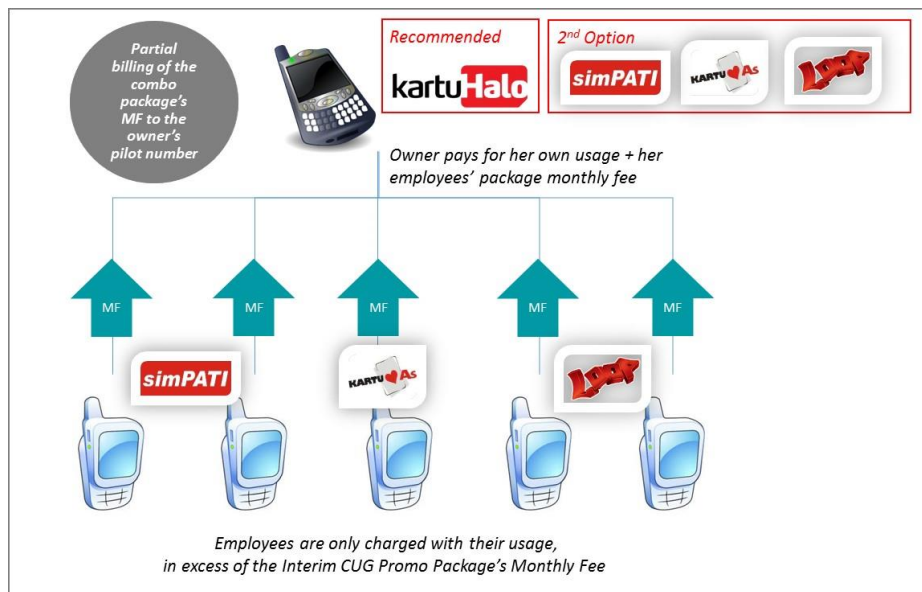 Partial
billing of the
combo
package's
MF to the
owner's
pilot number
Recommended
kartuHalo
2nd Option
simPATI
KARTU As
LOOP
Owner pays for her own usage + her
employees' package monthly fee
MF
MF
MF
MF
MF
simPATI
KARTU As
LOOP
Employees are only charged with their usage,
in excess of the Interim CUG Promo Package's Monthly Fee